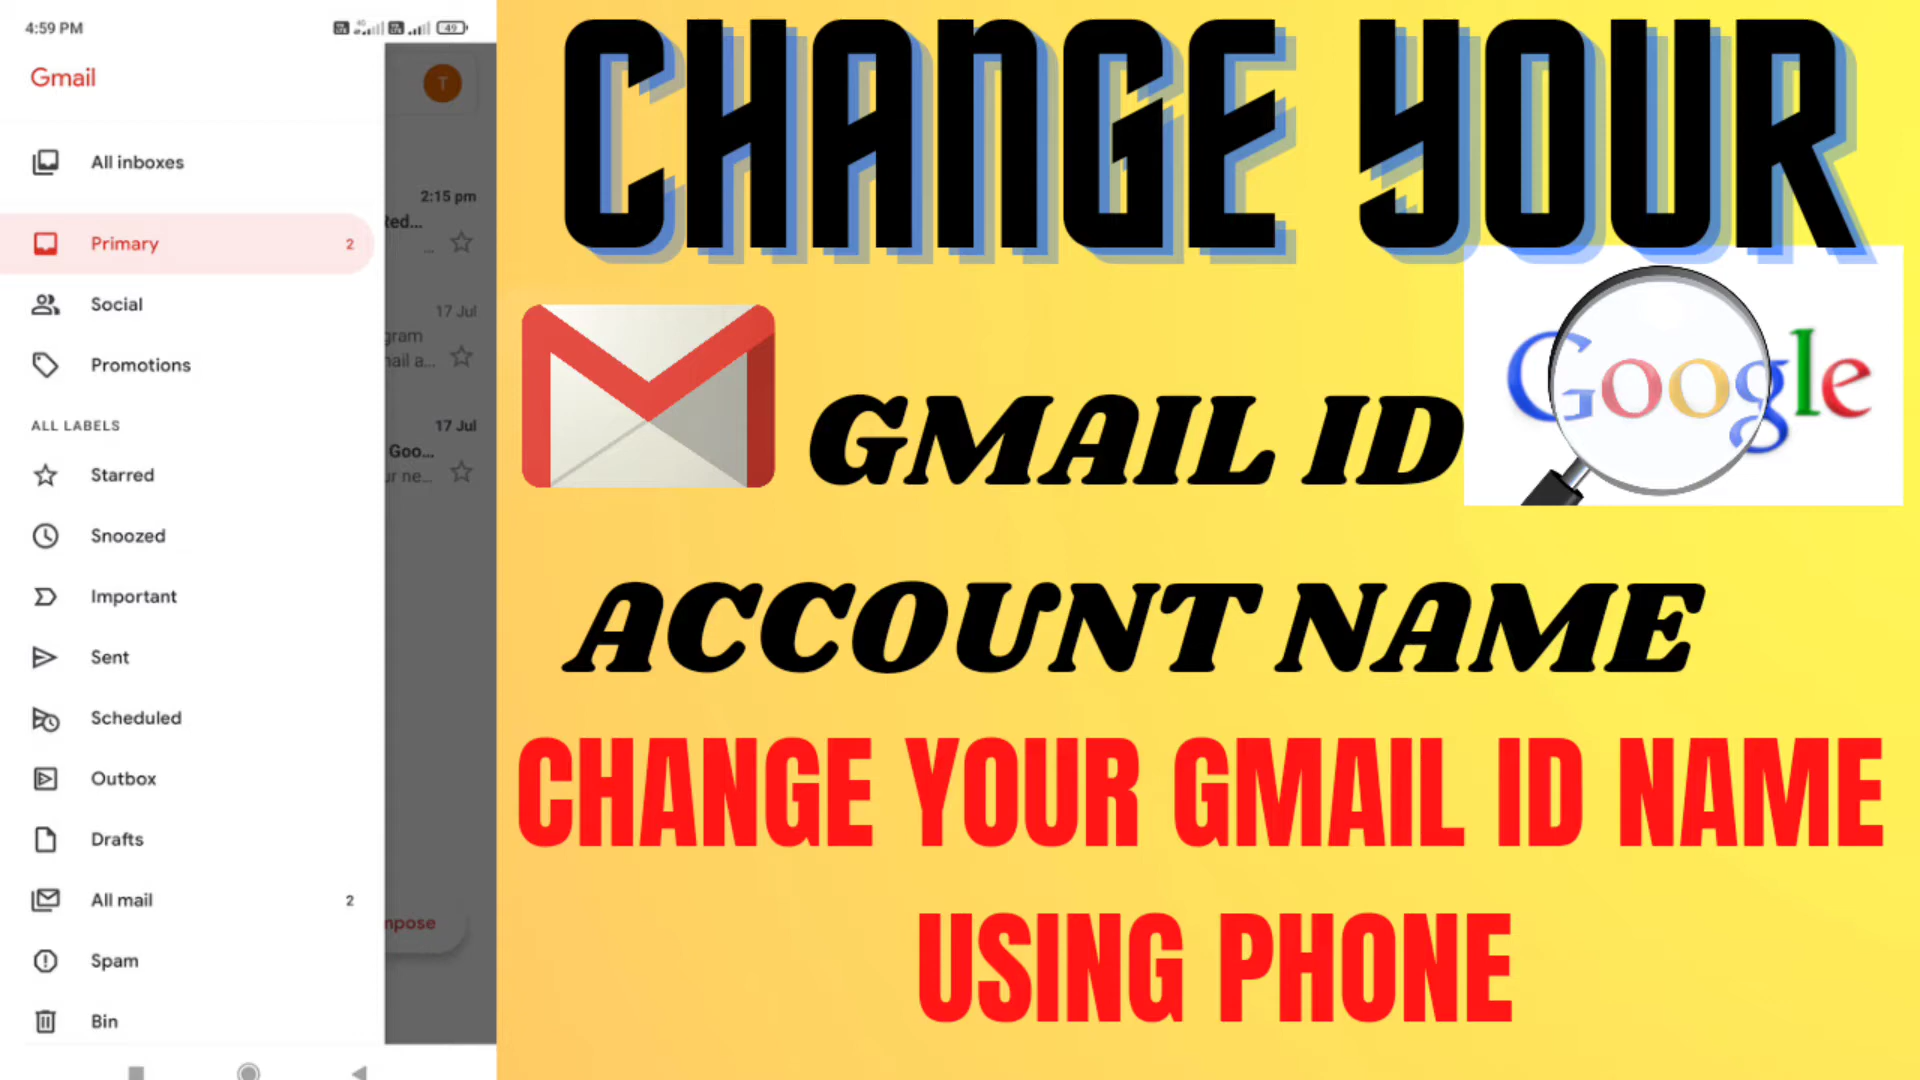 4:59 PM
49
Gmail
T
All inboxes
2:15 pm
Primary 2
Social
17 Jul
Promotions
ALL LABELS
17 Jul
Starred
Snoozed
Important
Sent
Scheduled
Outbox
Drafts
All mail 2
Spam
Bin
CHANGE YOUR
GMAIL ID
Google
ACCOUNT NAME
CHANGE YOUR GMAIL ID NAME
USING PHONE